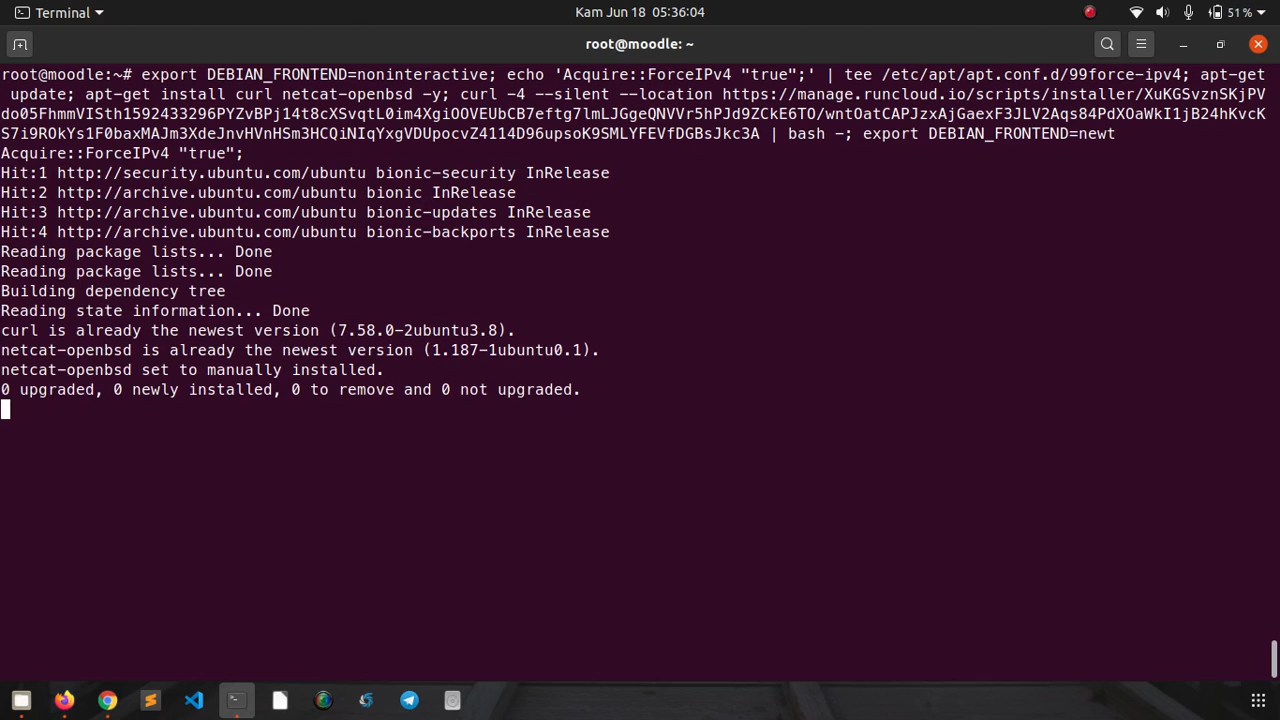 Terminal
Kam Jun 18 05:36:04
51 %
root@moodle: ~
root@moodle:~# export DEBIAN_FRONTEND=noninteractive; echo 'Acquire::ForceIPv4 "true";' | tee /etc/apt/apt.conf.d/99force-ipv4; apt-get
update; apt-get install curl netcat-openbsd -y; curl -4 --silent --location https://manage.runcloud.io/scripts/installer/XuKGSvznSKjPV
do05FhmmVISth1592433296PYZvBPj14t8cXSvqtL0im4XgiOOVEUbCB7eftg7lmLJGgeQNVVr5hPJd9ZCkE6TO/wntOatCAPJzxAjGaexF3JLV2Aqs84PdXOaWkI1jB24hKvcK
S7i9ROkYs1F0baxMAJm3XdeJnvHVnHSm3HCQiNIqYxgVDUpocvZ4114D96upsoK9SMLYFEVfDGBsJkc3A | bash -; export DEBIAN_FRONTEND=newt
Acquire::ForceIPv4 "true";
Hit:1 http://security.ubuntu.com/ubuntu bionic-security InRelease
Hit:2 http://archive.ubuntu.com/ubuntu bionic InRelease
Hit:3 http://archive.ubuntu.com/ubuntu bionic-updates InRelease
Hit:4 http://archive.ubuntu.com/ubuntu bionic-backports InRelease
Reading package lists... Done
Reading package lists... Done
Building dependency tree
Reading state information... Done
curl is already the newest version (7.58.0-2ubuntu3.8).
netcat-openbsd is already the newest version (1.187-1ubuntu0.1).
netcat-openbsd set to manually installed.
0 upgraded, 0 newly installed, 0 to remove and 0 not upgraded.